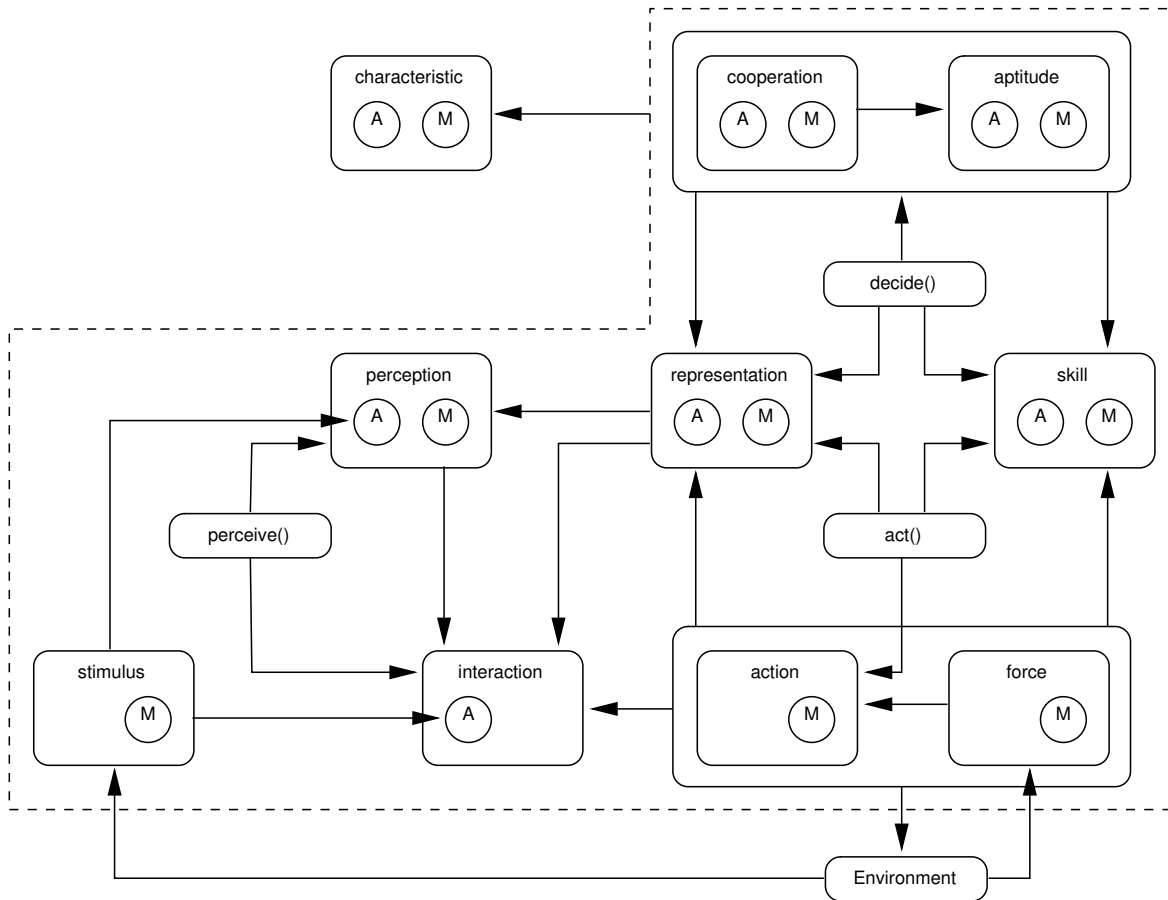 characteristic
A M
cooperation
A M
aptitude
A M
decide()
perception
A M
representation
A M
skill
A M
perceive()
act()
stimulus
M
interaction
A
action
M
force
M
Environment